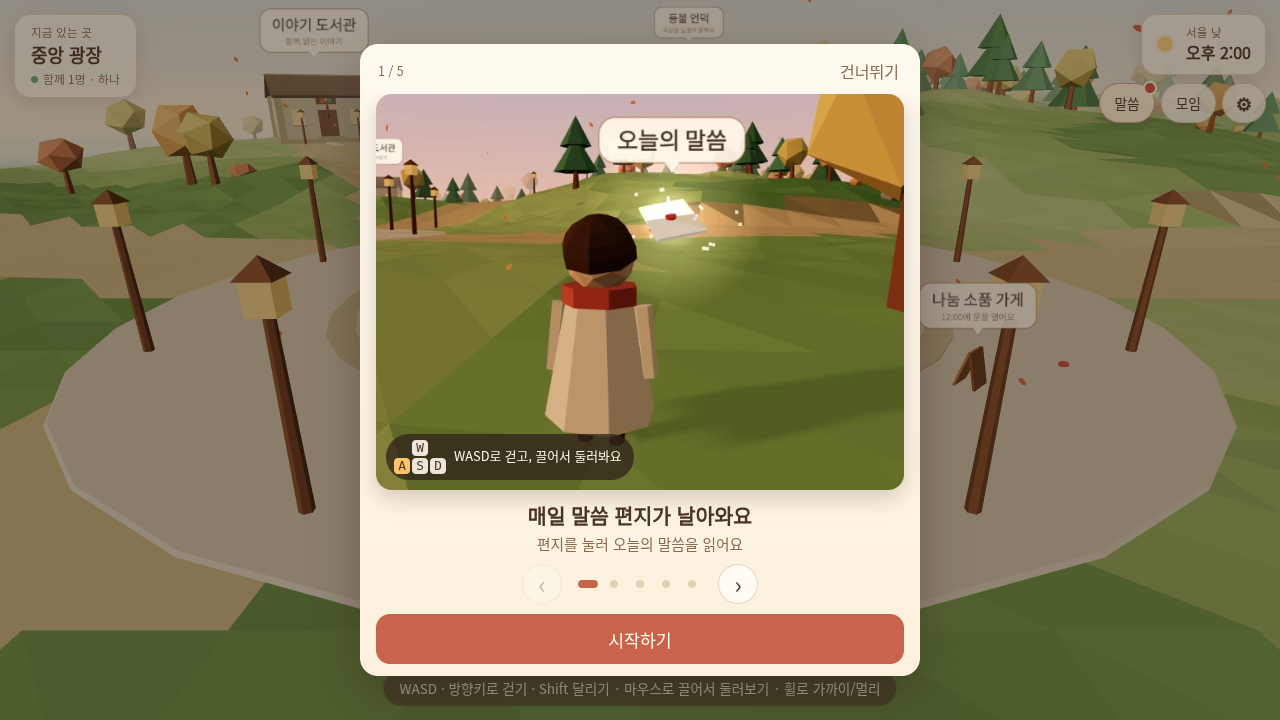 지금 있는 곳
중앙 광장
함께 1명 · 하나
이야기 도서관
함께 읽는 이야기
등불 언덕
서울 낮
오후 2:00
말씀
모임
1 / 5
건너뛰기
도서관
오늘의 말씀
나눔 소품 가게
12:00에 문을 열어요
W
A S D
WASD로 걷고, 끌어서 둘러봐요
매일 말씀 편지가 날아와요
편지를 눌러 오늘의 말씀을 읽어요
시작하기
WASD · 방향키로 걷기 · Shift 달리기 · 마우스로 끌어서 둘러보기 · 휠로 가까이/멀리